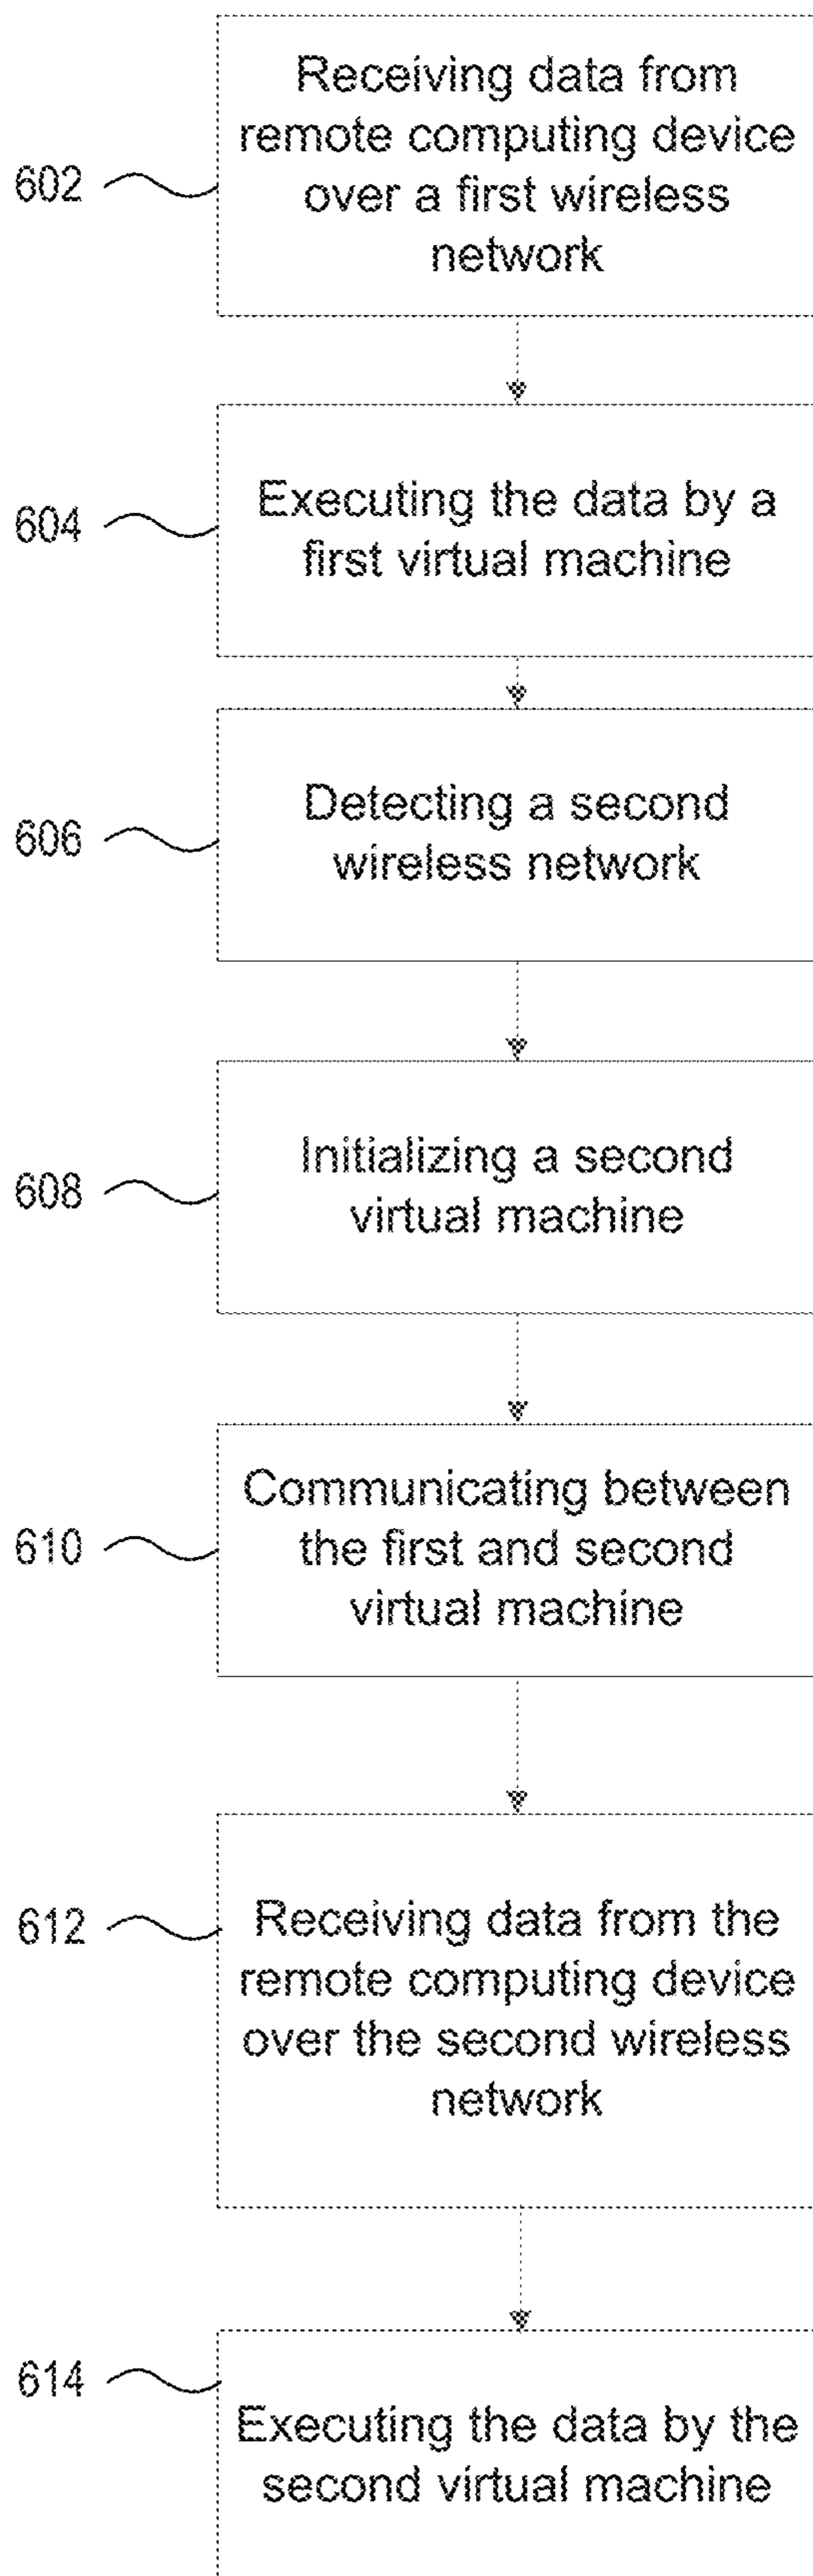 Receiving data from
remote computing device
602
over a first wireless
network
Executing the data by a
604
first virtual machine
Detecting a second
606
wireless network
Initializing a second
608
virtual machine
Communicating between
610
the first and second
virtual machine
612
Receiving data from the
remote computing device
over the second wireless
network
614
Executing the data by the
second virtual machine